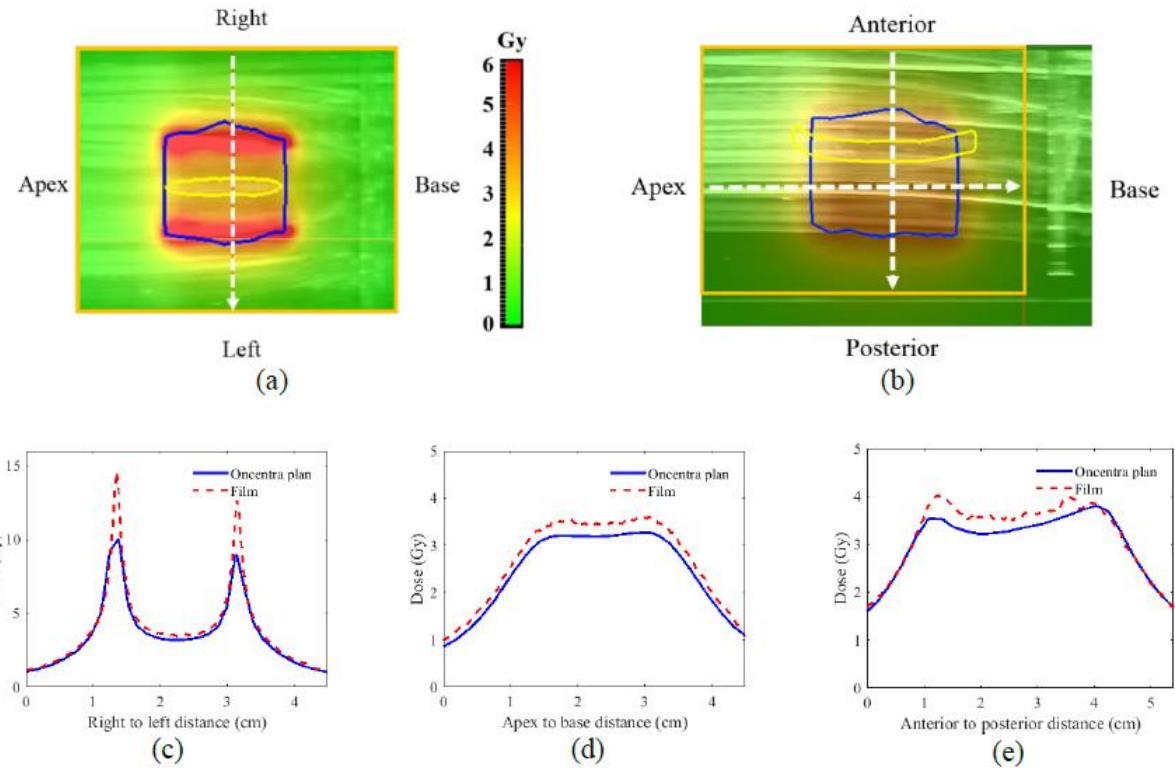 Right
Gy
6
5
4
3
2
1
0
Apex
Base
Left
(a)
Anterior
Apex
Base
Posterior
(b)
15
10
5
0
Oncentra plan
Film
0 1 2 3 4
Right to left distance (cm)
(c)
5
4
3
2
1
0
Dose (Gy)
Oncentra plan
Film
0 1 2 3 4
Apex to base distance (cm)
(d)
5
4
3
2
1
0
Dose (Gy)
Oncentra plan
Film
0 1 2 3 4 5
Anterior to posterior distance (cm)
(e)